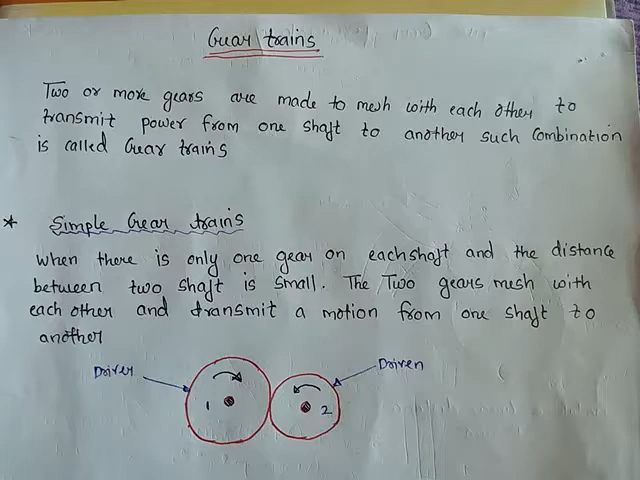 Gear trains
Two or more gears are made to mesh with each other to
transmit power from one shaft to another such combination
is called Gear trains
* Simple Gear trains
when there is only one gear on each shaft and the distance
between two shaft is small. The Two gears mesh with
each other and transmit a motion from one shaft to
another
Driver
Driven
1
2